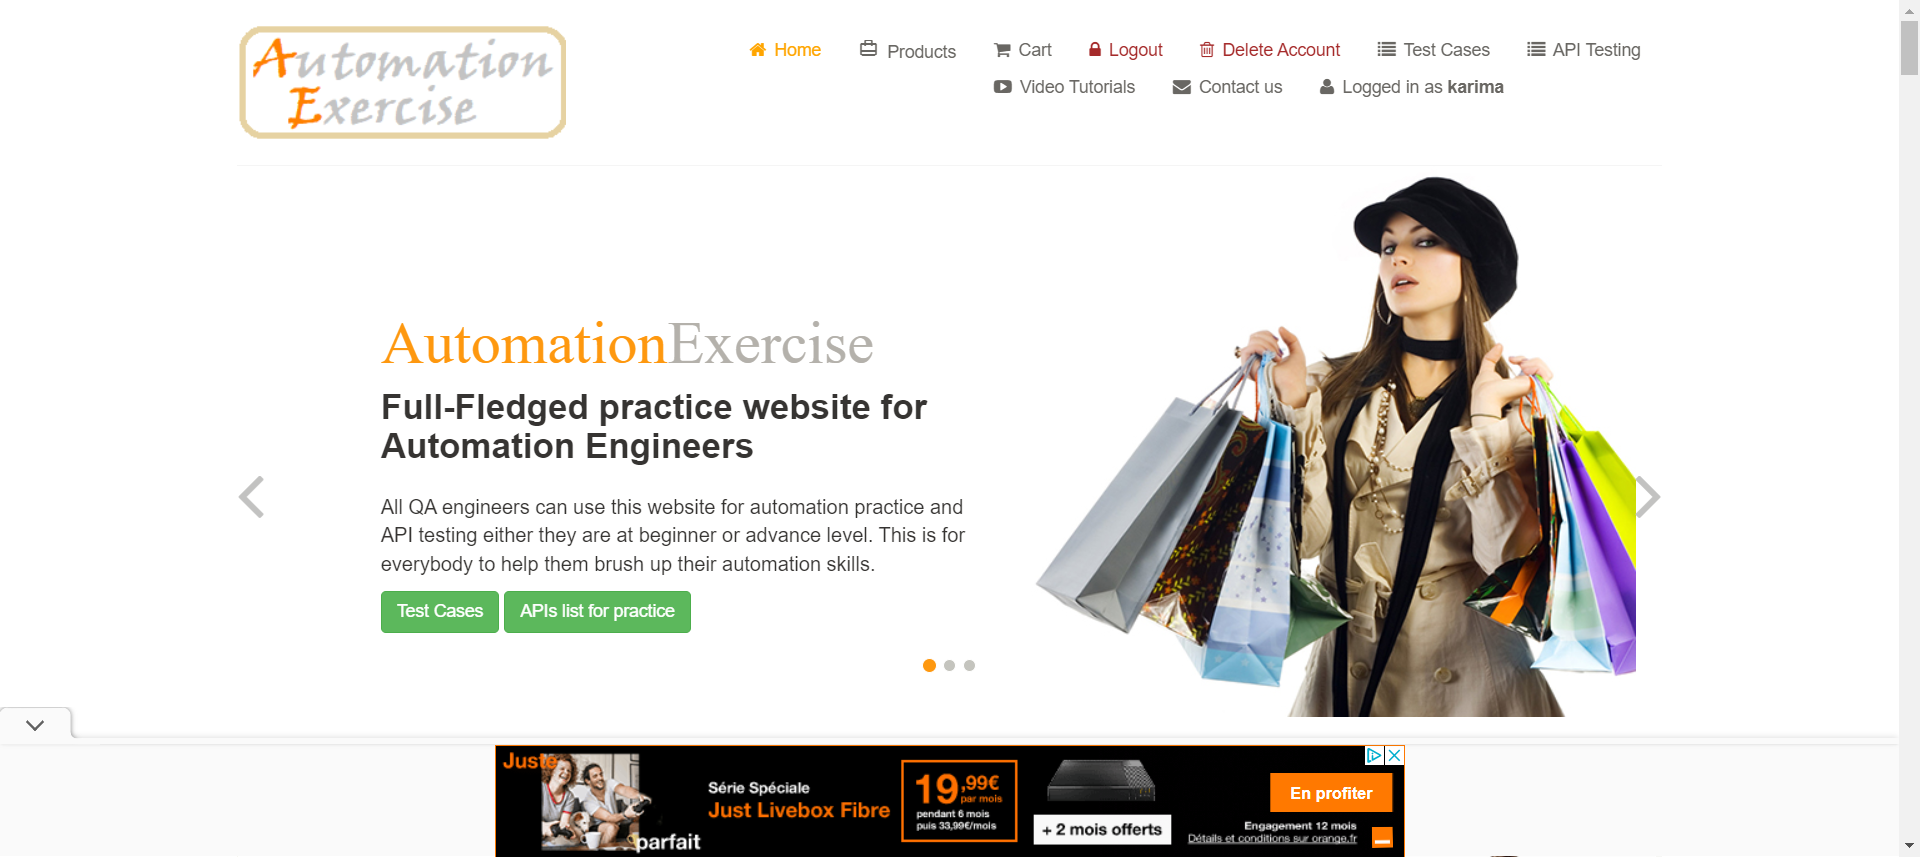 Automation
Exercise
Home Products Cart Logout Delete Account Test Cases API Testing
Video Tutorials Contact us Logged in as karima
AutomationExercise
Full-Fledged practice website for
Automation Engineers
All QA engineers can use this website for automation practice and
API testing either they are at beginner or advance level. This is for
everybody to help them brush up their automation skills.
Test Cases APIs list for practice
Juste
parfait
Série Spéciale
Just Livebox Fibre
19,99€
par mois
pendant 6 mois
puis 33,99€/mois
+ 2 mois offerts
En profiter
Engagement 12 mois
Détails et conditions sur orange.fr